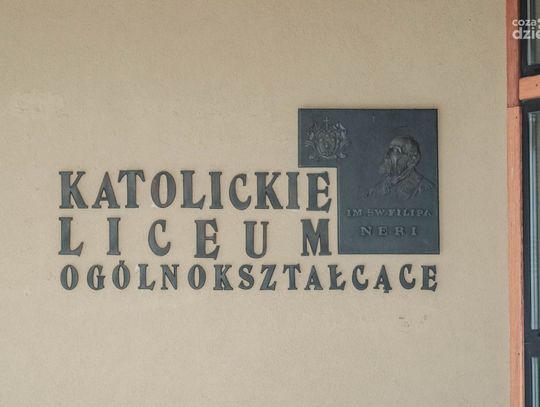 KATOLICKIE
LICEUM
OGÓLNOKSZTAŁCĄCE
IM. ŚW. FILIPA
NERI